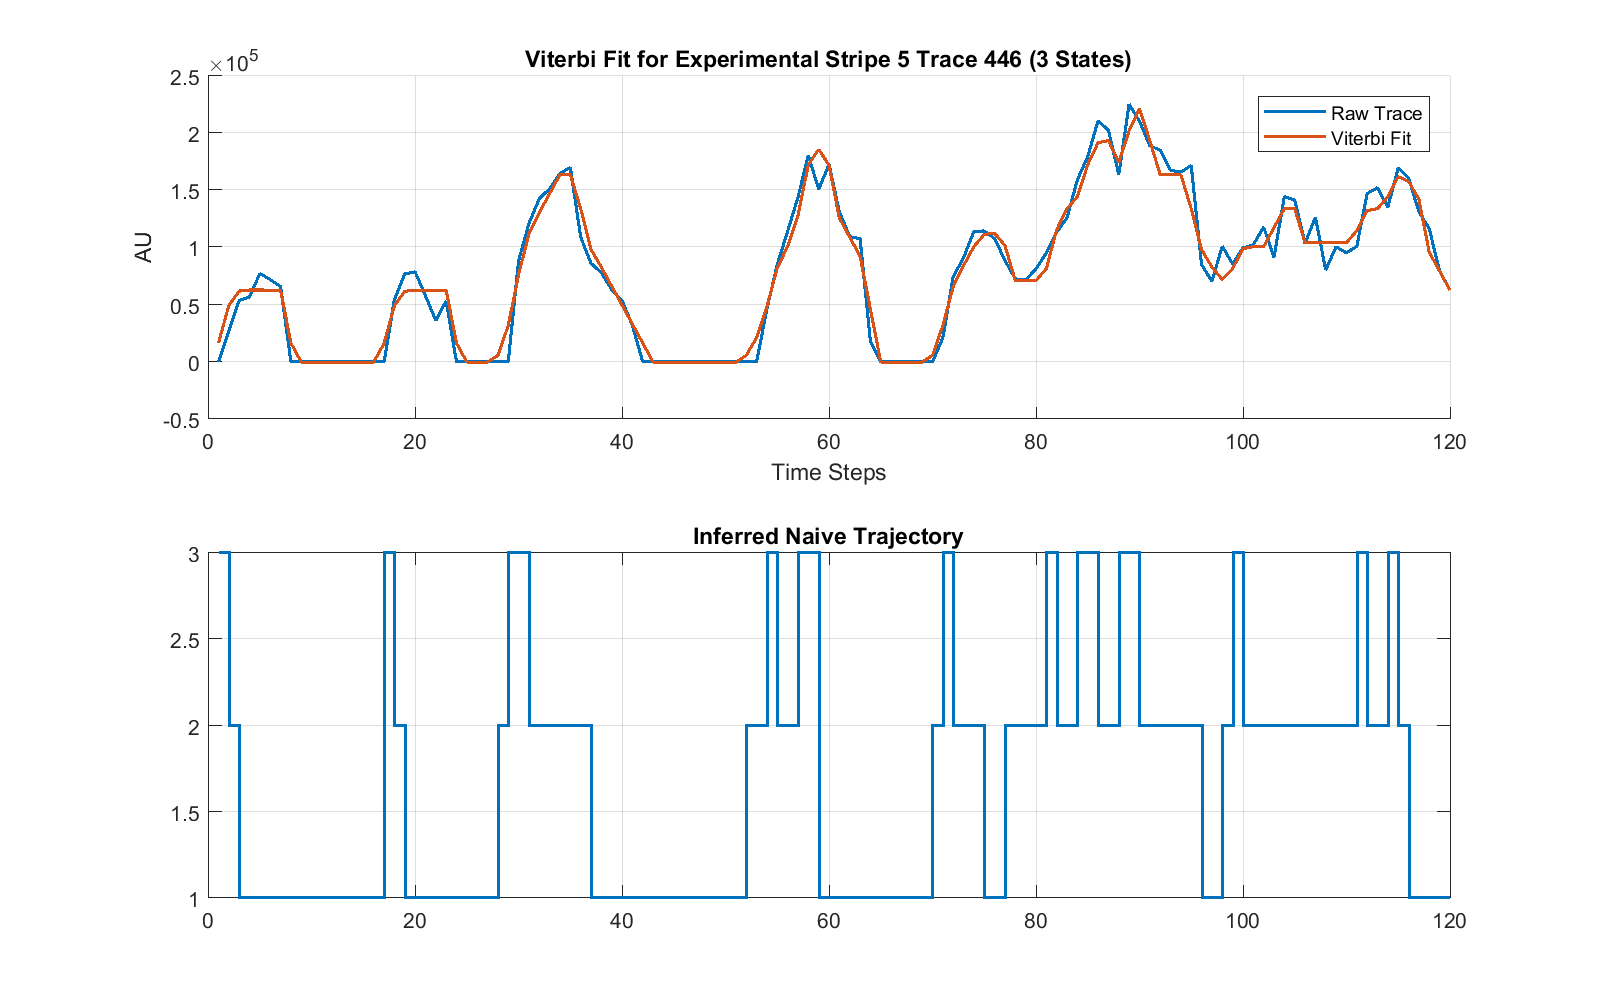 Viterbi Fit for Experimental Stripe 5 Trace 446 (3 States)
×10⁵
2.5
2
1.5
1
0.5
0
-0.5
AU
Raw Trace
Viterbi Fit
0 20 40 60 80 100 120
Time Steps
Inferred Naive Trajectory
3
2.5
2
1.5
1
0 20 40 60 80 100 120